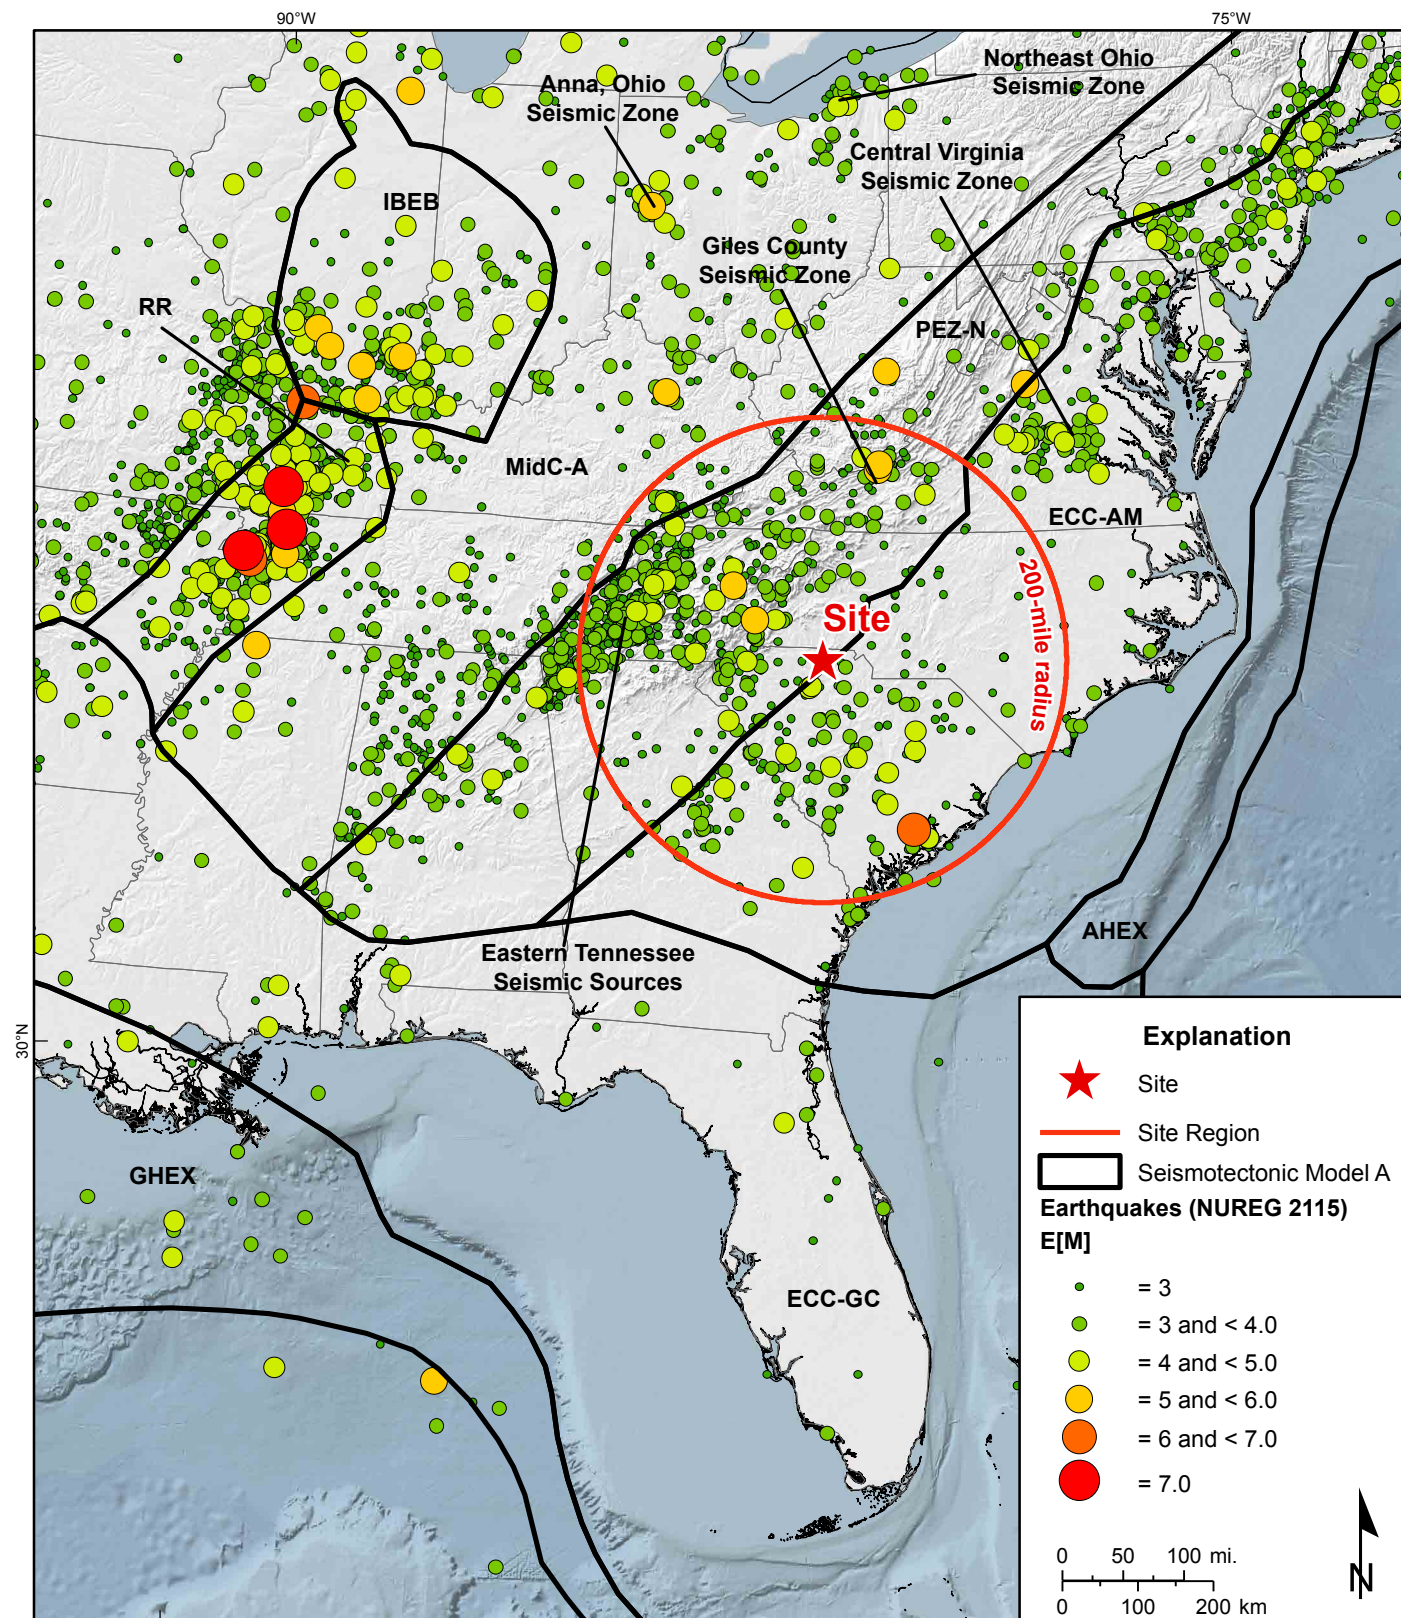 90°W
75°W
Northeast Ohio
Seismic Zone
Anna, Ohio
Seismic Zone
Central Virginia
Seismic Zone
IBEB
Giles County
Seismic Zone
RR
PEZ-N
MidC-A
ECC-AM
200-mile radius
Site
AHEX
Eastern Tennessee
Seismic Sources
30°N
GHEX
ECC-GC
Explanation
Site
Site Region
Seismotectonic Model A
Earthquakes (NUREG 2115)
E[M]
= 3
= 3 and < 4.0
= 4 and < 5.0
= 5 and < 6.0
= 6 and < 7.0
= 7.0
0 50 100 mi.
0 100 200 km
N